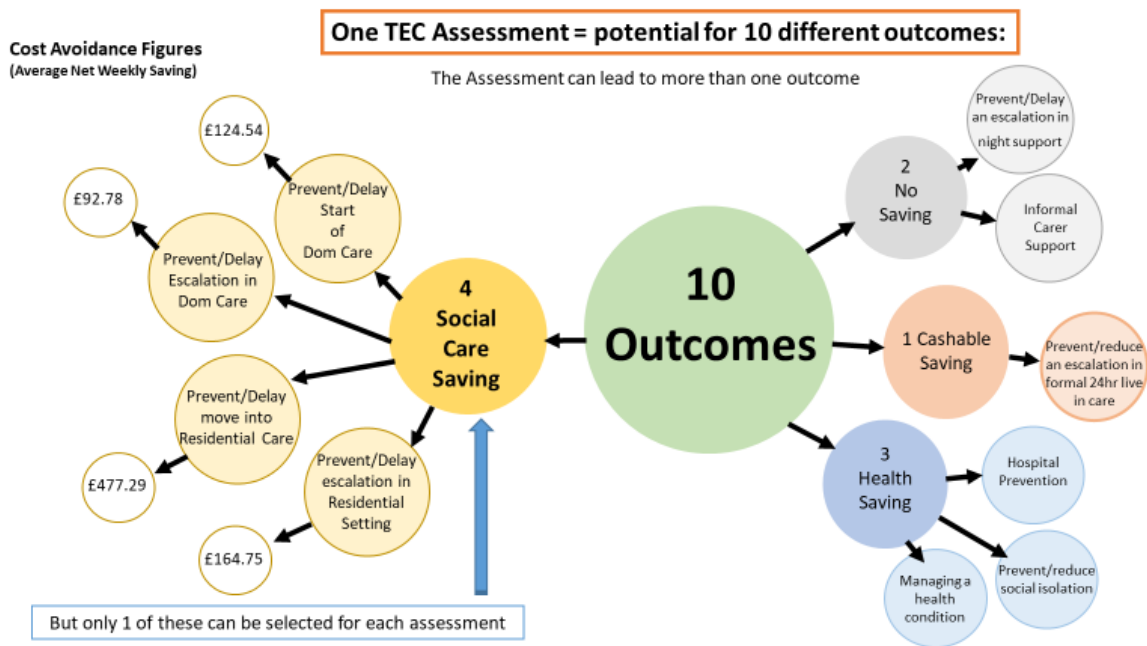 One TEC Assessment = potential for 10 different outcomes:
Cost Avoidance Figures
(Average Net Weekly Saving)
The Assessment can lead to more than one outcome
£124.54
£92.78
Prevent/Delay
Start
of
Dom Care
Prevent/Delay
Escalation in
Dom Care
Prevent/Delay
move into
Residential Care
£477.29
Prevent/Delay
escalation in
Residential
Setting
£164.75
4
Social
Care
Saving
But only 1 of these can be selected for each assessment
10
Outcomes
2
No
Saving
Prevent/Delay
an escalation in
night support
Informal
Carer
Support
1 Cashable
Saving
Prevent/reduce
an escalation in
formal 24hr live
in care
3
Health
Saving
Hospital
Prevention
Prevent/reduce
social isolation
Managing a
health
condition